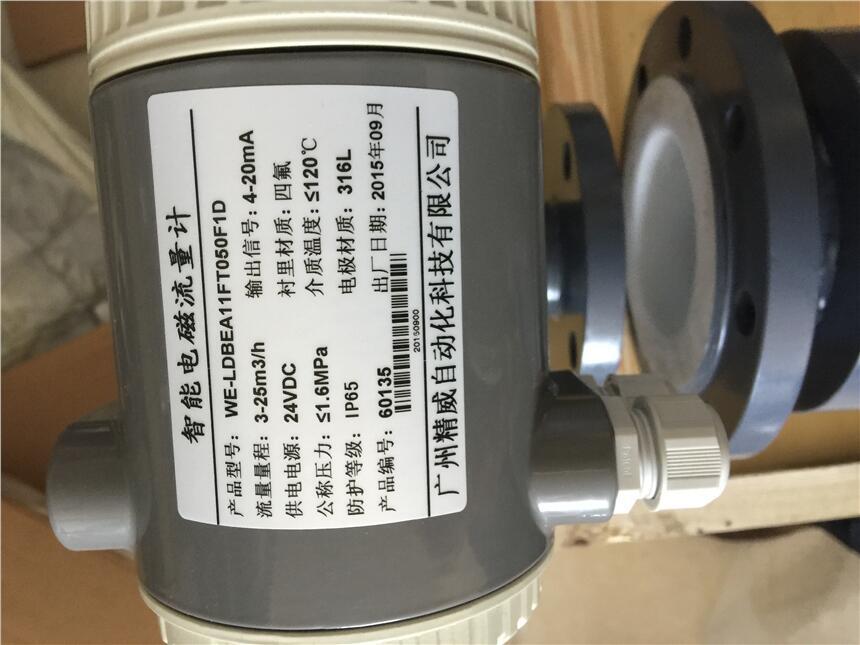 智能电磁流量计
产品型号: WE-LDBEA11FT050F1D
流量量程: 3-25m3/h 输出信号: 4-20mA
供电电源: 24VDC 衬里材质: 四氟
公称压力: ≤1.6MPa 介质温度: ≤120℃
防护等级: IP65 电极材质: 316L
产品编号: 60135 出厂日期: 2015年09月
20150900
广州精威自动化科技有限公司